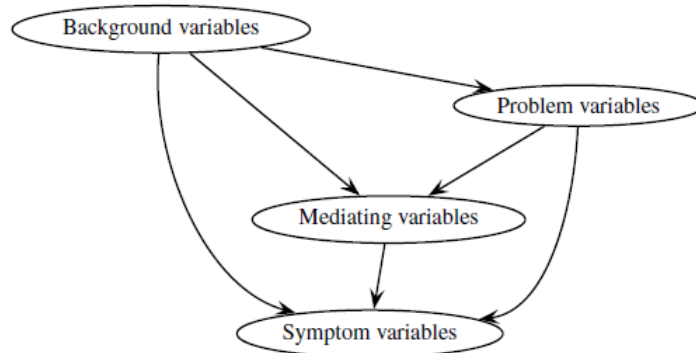 Background variables
Problem variables
Mediating variables
Symptom variables